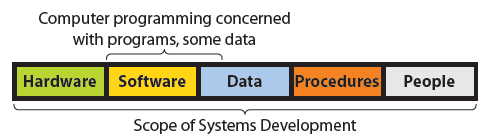 Computer programming concerned
with programs, some data
Hardware Software Data Procedures People
Scope of Systems Development